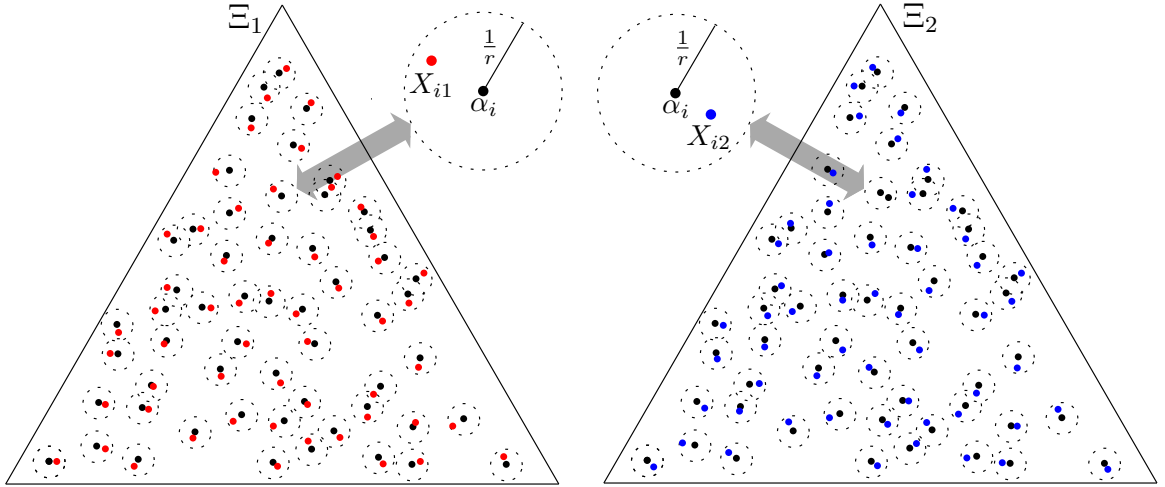 Ξ₁
1/r
X_{i1}
α_i
1/r
α_i
X_{i2}
Ξ₂